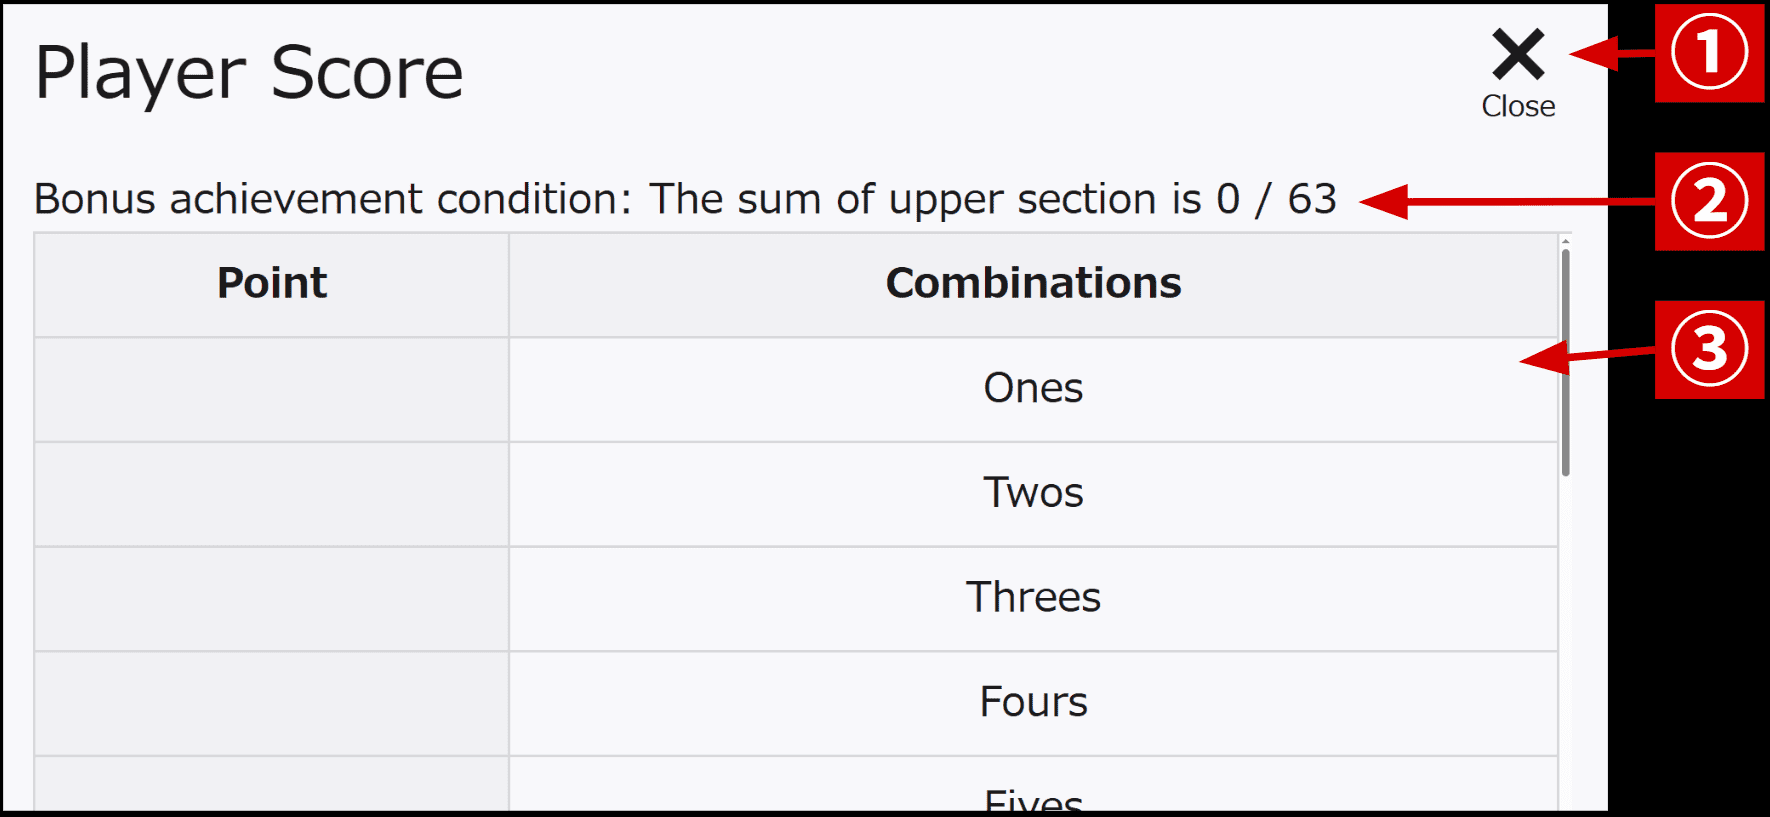 Player Score
Close
①
Bonus achievement condition: The sum of upper section is 0 / 63
②
Point Combinations
③
Ones
Twos
Threes
Fours
Fives